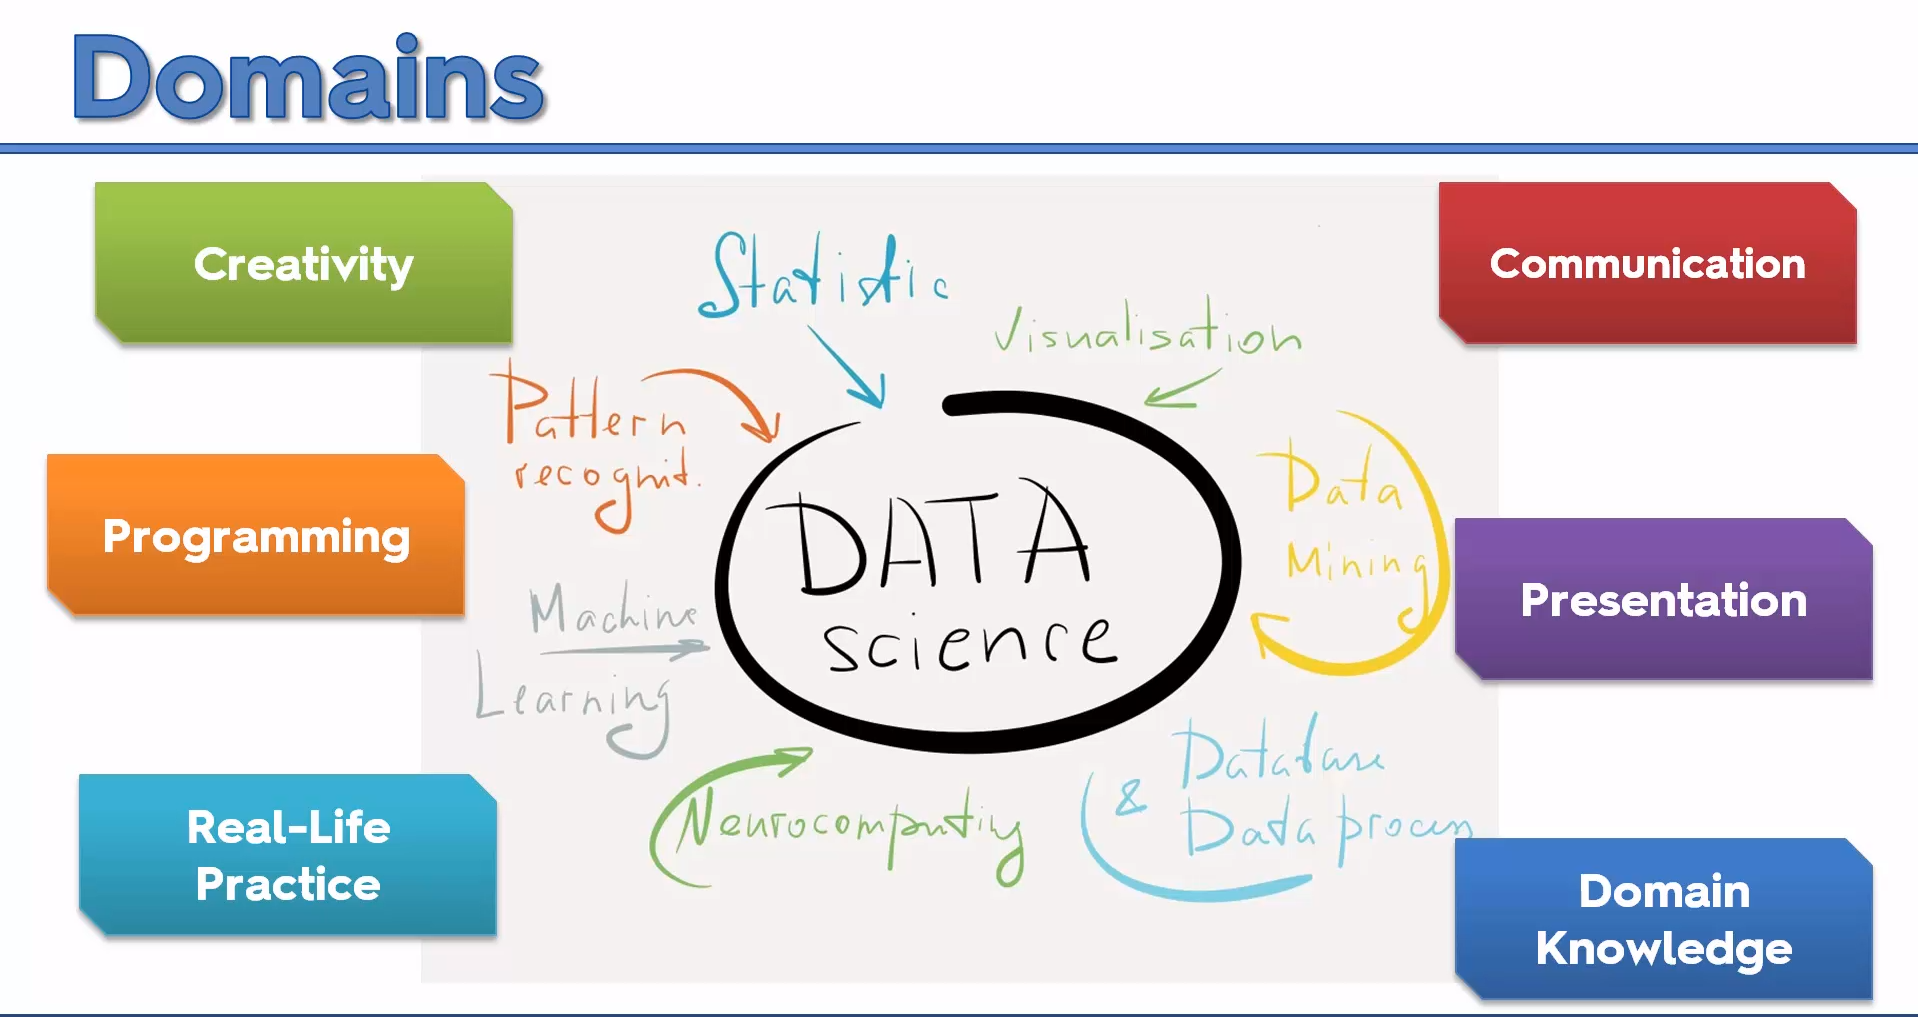 Domains
Creativity
Communication
Statistic
Visualisation
Pattern
recognit.
Data
Mining
Programming
DATA
science
Presentation
Machine
Learning
Database
& Data proces
Neurocomputing
Real-Life
Practice
Domain
Knowledge